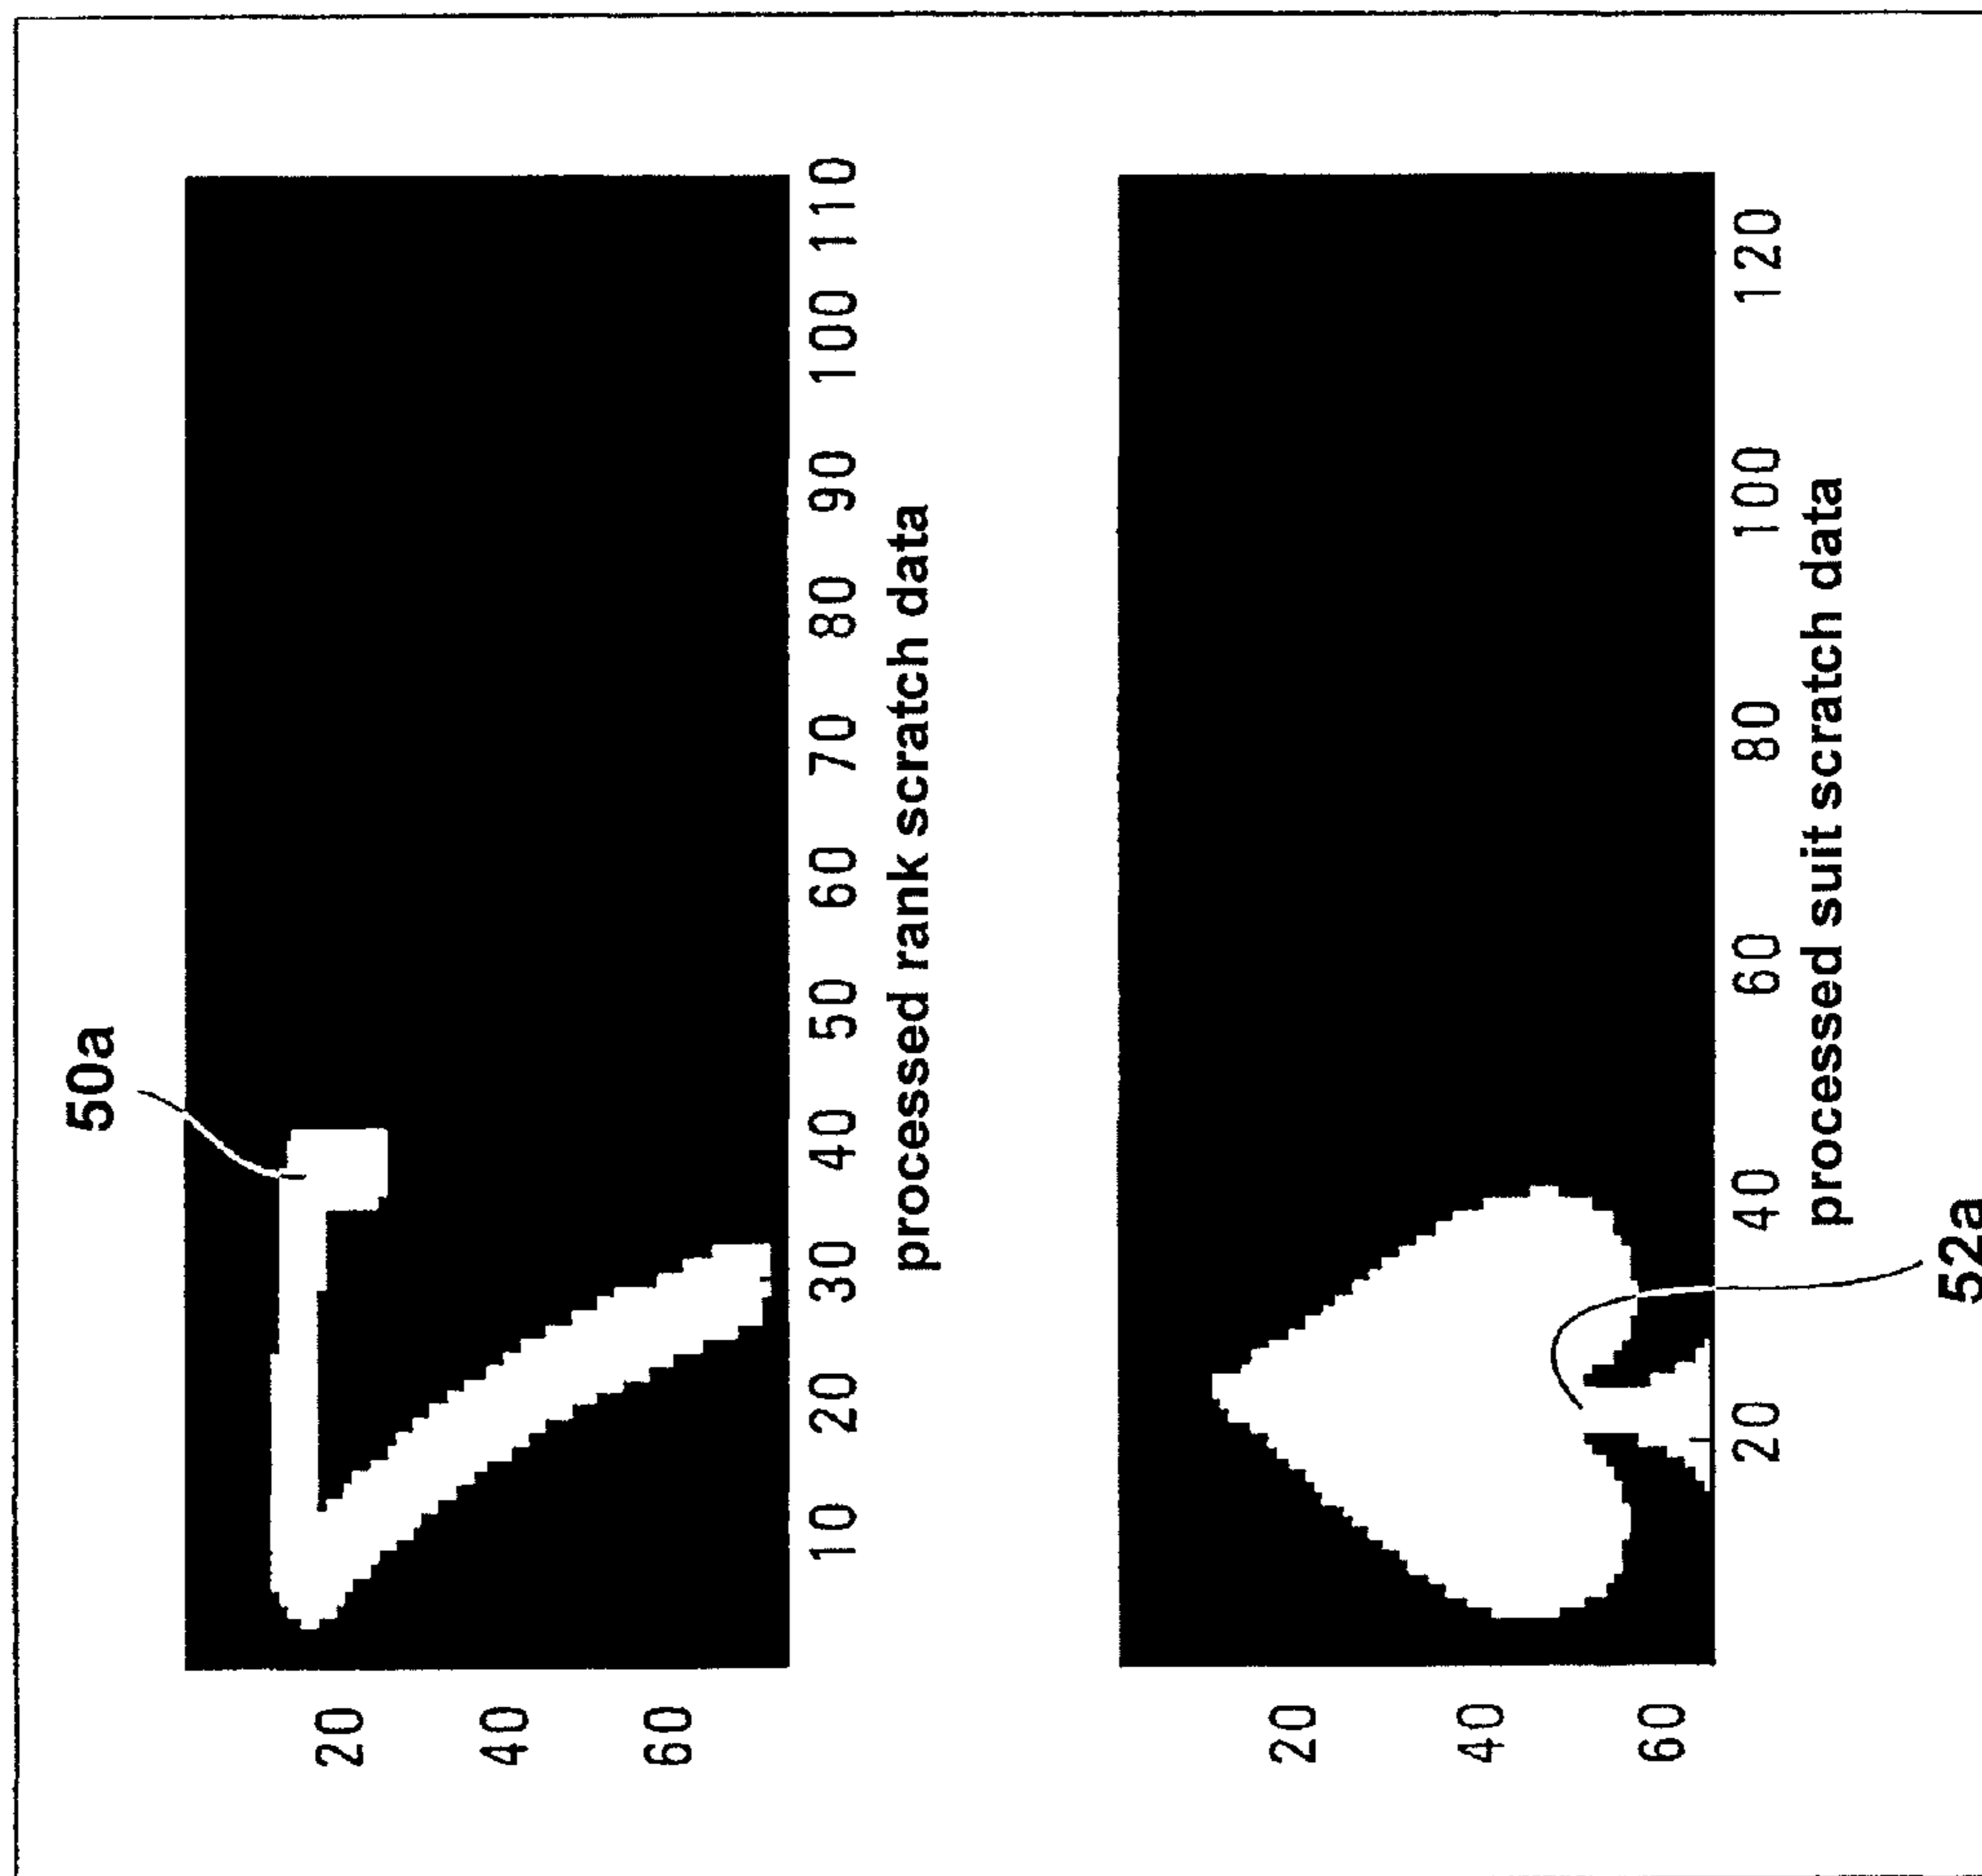 50a
20
40
60
10 20 30 40 50 60 70 80 90 100 110
processed rank scratch data
20
40
60
20 40 60 80 100 120
processed suit scratch data
52a